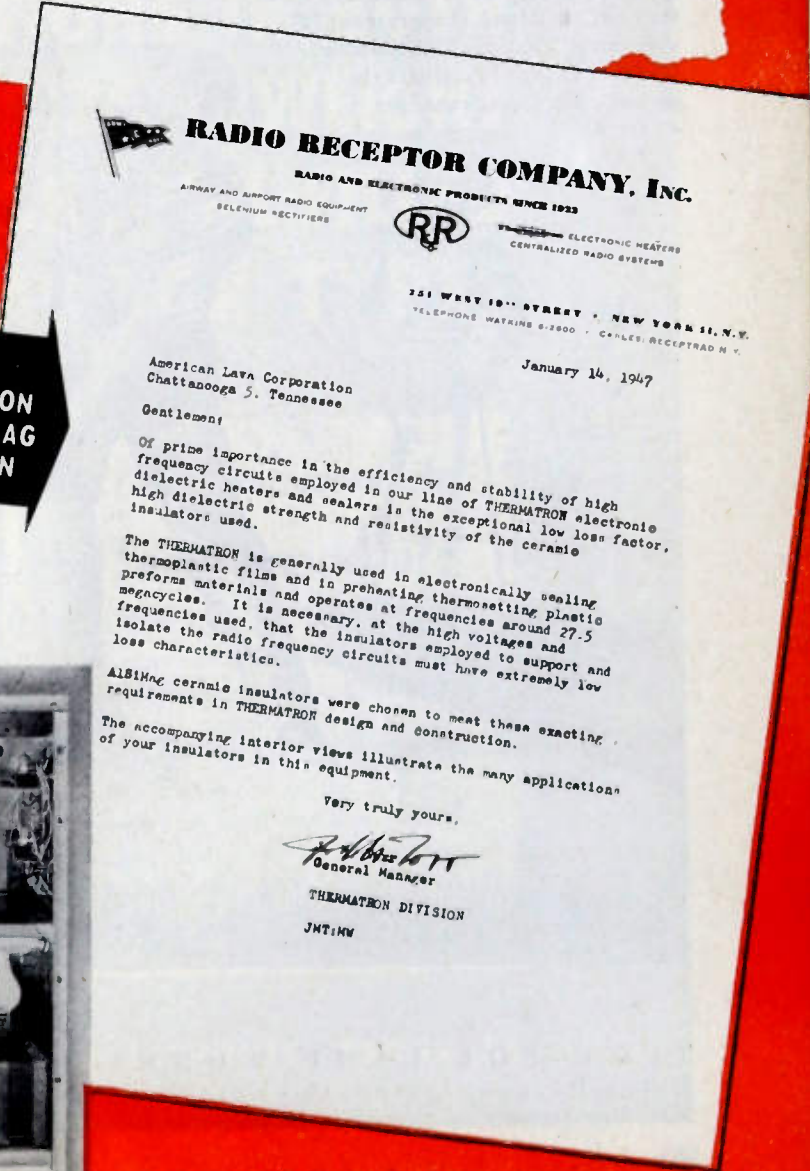 RADIO RECEPTOR COMPANY, INC.
RADIO AND ELECTRONIC PRODUCTS SINCE 1922
AIRWAY AND AIRPORT RADIO EQUIPMENT
SELENIUM RECTIFIERS
R&R
ELECTRONIC HEATERS
CENTRALIZED RADIO SYSTEMS
251 WEST 19TH STREET • NEW YORK 11, N.Y.
TELEPHONE WATKINS 6-2600 • CABLES: RECEPTRAD N. Y.
January 14, 1947
American Lava Corporation
Chattanooga 5, Tennessee
Gentlemen:
Of prime importance in the efficiency and stability of high
frequency circuits employed in our line of THERMATRON electronic
dielectric heaters and sealers is the exceptional low loss factor,
high dielectric strength and resistivity of the ceramic
insulators used.
The THERMATRON is generally used in electronically sealing
thermoplastic films and in preheating thermosetting plastic
preforms materials and operates at frequencies around 27.5
megacycles. It is necessary, at the high voltages and
frequencies used, that the insulators employed to support and
isolate the radio frequency circuits must have extremely low
loss characteristics.
AlSiMag ceramic insulators were chosen to meet these exacting
requirements in THERMATRON design and construction.
The accompanying interior views illustrate the many applications
of your insulators in this equipment.
Very truly yours,
General Manager
THERMATRON DIVISION
JMT:MW
ON
AG
N